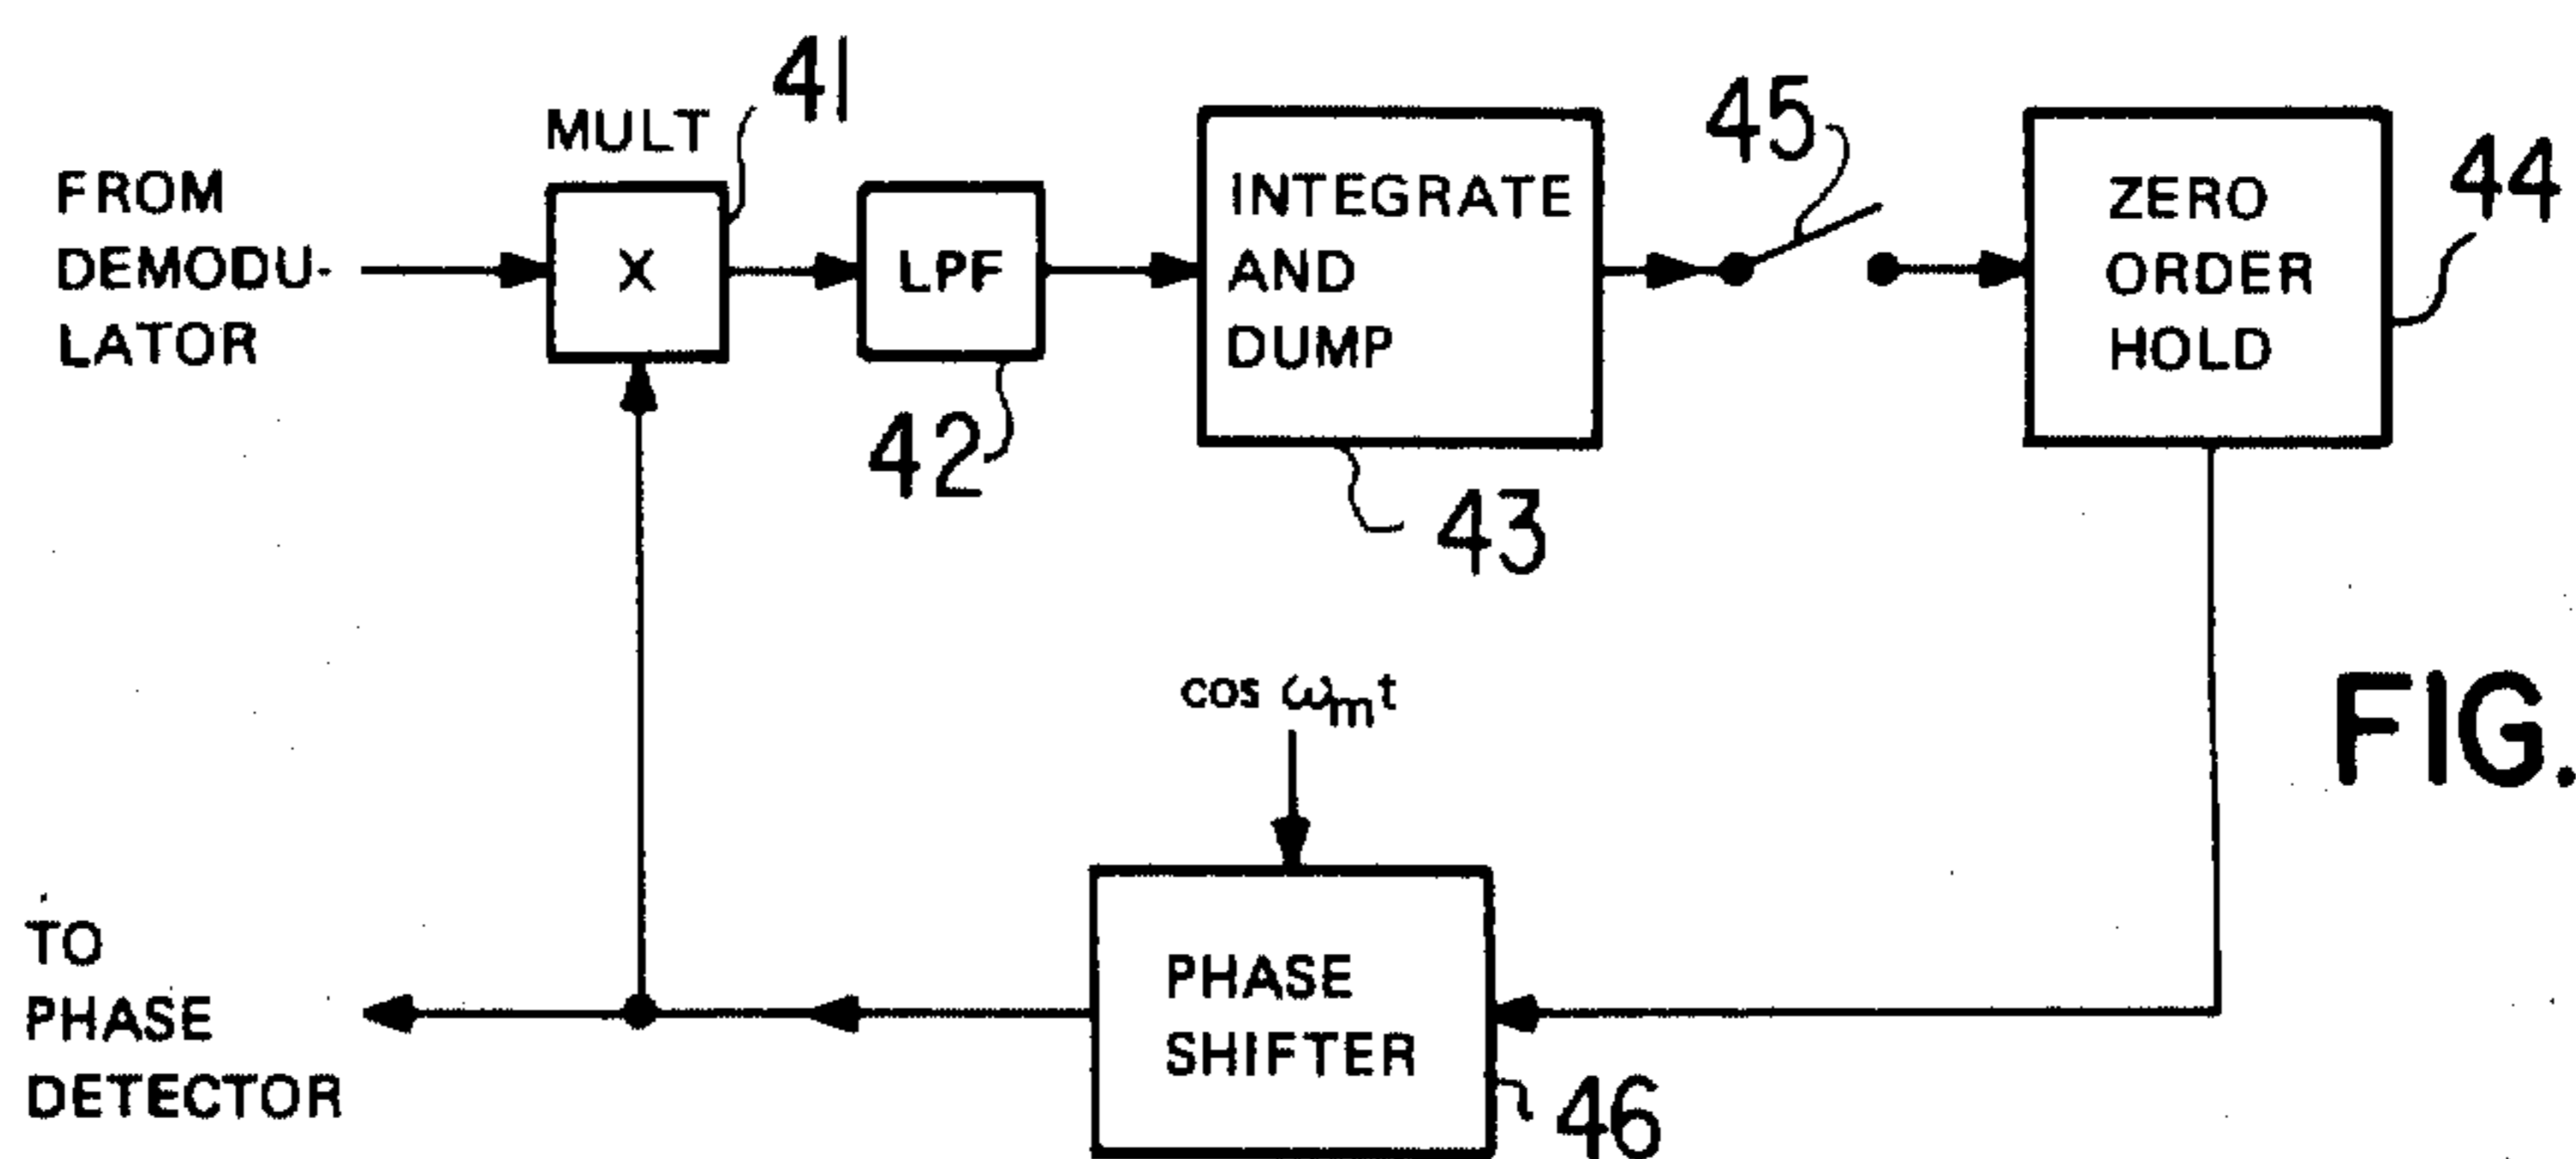 41
MULT
FROM
DEMODU-
LATOR
X
LPF
42
INTEGRATE
AND
DUMP
43
45
ZERO
ORDER
HOLD
44
cos ωmt
FIG.
TO
PHASE
DETECTOR
PHASE
SHIFTER
46